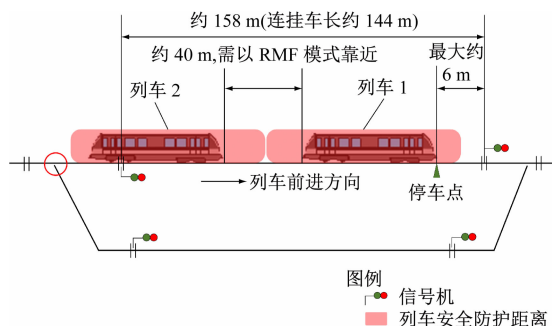 约 158 m(连挂车长约 144 m)
约 40 m,需以 RMF 模式靠近
最大约
6 m
列车 2
列车 1
列车前进方向
停车点
图例
信号机
列车安全防护距离